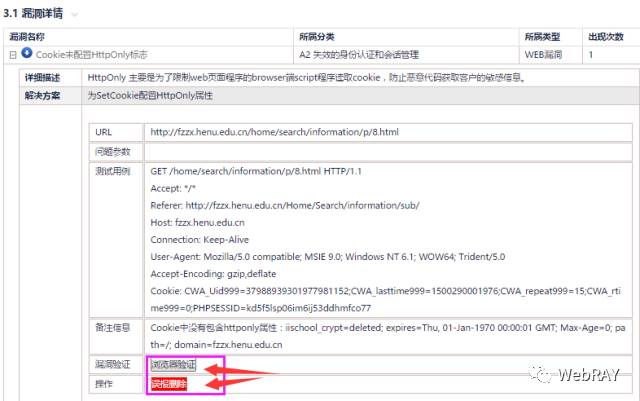 3.1 漏洞详情
漏洞名称 所属分类 所属类型 出现次数
Cookie未配置HttpOnly标志 A2 失效的身份认证和会话管理 WEB漏洞 1
详细描述 HttpOnly 主要是为了限制web页面程序的browser端script程序读取cookie，防止恶意代码获取客户的敏感信息。
解决方案 为SetCookie配置HttpOnly属性
URL http://fzzx.henu.edu.cn/home/search/information/p/8.html
问题参数
测试用例 GET /home/search/information/p/8.html HTTP/1.1
Accept: */*
Referer: http://fzzx.henu.edu.cn/Home/Search/information/sub/
Host: fzzx.henu.edu.cn
Connection: Keep-Alive
User-Agent: Mozilla/5.0 compatible; MSIE 9.0; Windows NT 6.1; WOW64; Trident/5.0
Accept-Encoding: gzip,deflate
Cookie: CWA_Uid999=37988939301977981152;CWA_lasttime999=1500290001976;CWA_repeat999=15;CWA_rti
me999=0;PHPSESSID=kd5f5lsp06im6ij53ddhmfco77
备注信息 Cookie中没有包含httponly属性：iischool_crypt=deleted; expires=Thu, 01-Jan-1970 00:00:01 GMT; Max-Age=0; pa
th=/; domain=fzzx.henu.edu.cn
漏洞验证 浏览器验证
操作 误报删除
WebRAY